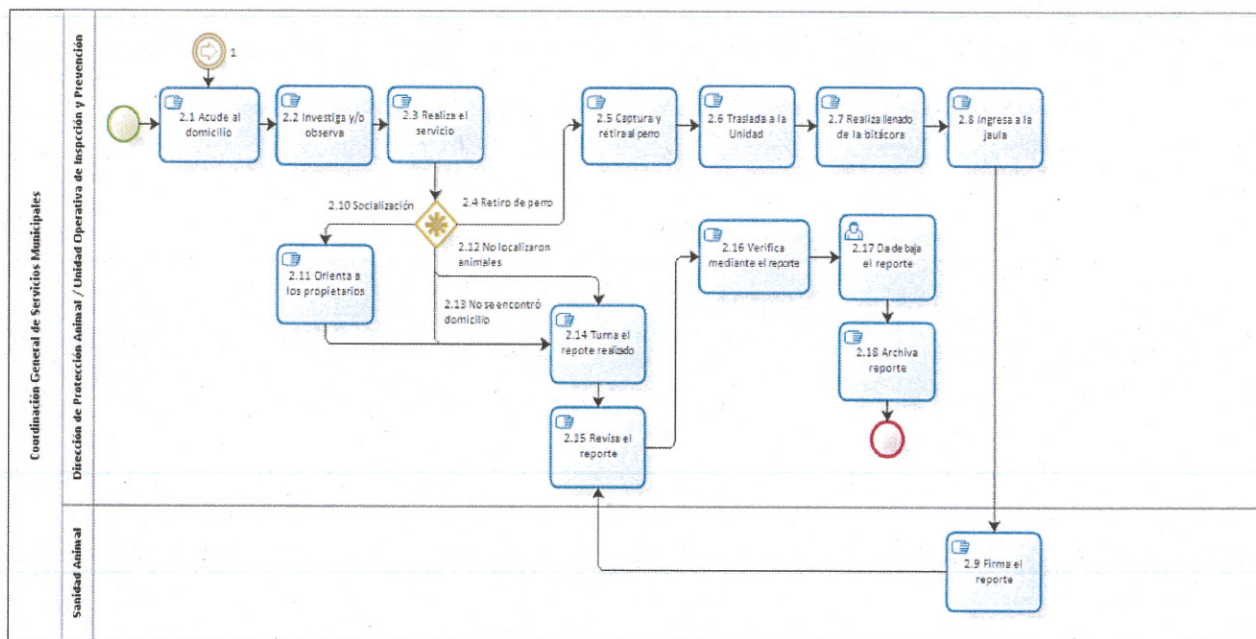 Coordinación General de Servicios Municipales
Dirección de Protección Animal / Unidad Operativa de Inspcción y Prevención
1
2.1 Acude al
domicilio
2.2 Investiga y/o
observa
2.3 Realiza el
servicio
2.5 Captura y
retira al perro
2.6 Traslada a la
Unidad
2.7 Realiza llenado
de la bitácora
2.8 Ingresa a la
jaula
2.10 Socialización
2.4 Retiro de perro
2.12 No localizaron
animales
2.11 Orienta a
los propietarios
2.13 No se encontró
domicilio
2.14 Turna el
repote realizado
2.16 Verifica
mediante el reporte
2.17 Da de baja
el reporte
2.18 Archiva
reporte
2.15 Revisa el
reporte
Sanidad Animal
2.9 Firma el
reporte